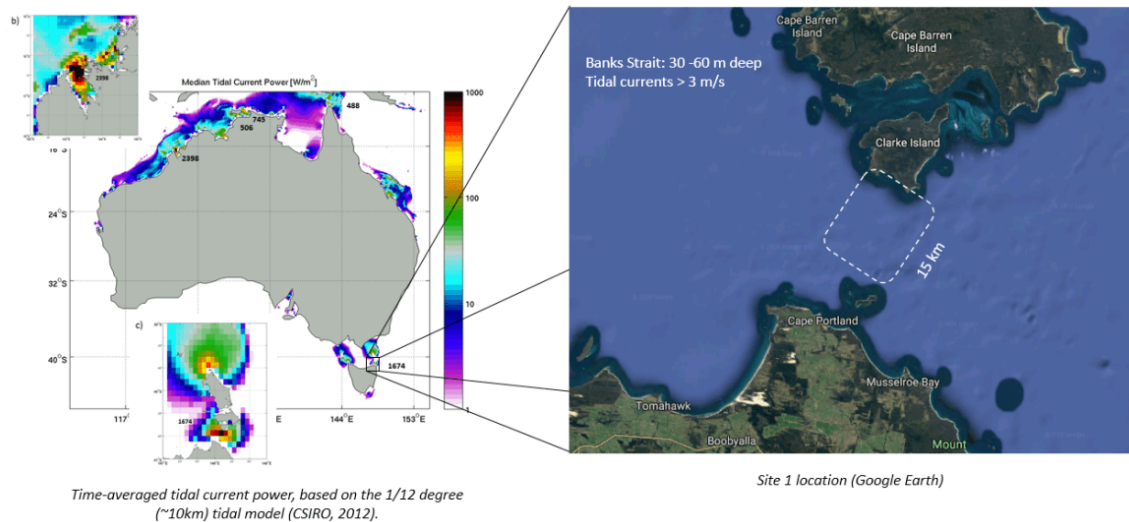 b)
2398
Median Tidal Current Power [W/m²]
488
745
506
2398
1000
100
10
1
16°S
24°S
32°S
40°S
117°
144°E
153°E
c)
1674
1674
Time-averaged tidal current power, based on the 1/12 degree
(~10km) tidal model (CSIRO, 2012).
Banks Strait: 30 -60 m deep
Tidal currents > 3 m/s
Cape Barren
Island
Cape Barren
Island
Clarke Island
15 km
Cape Portland
Musselroe Bay
Tomahawk
Boobyalla
Mount
Site 1 location (Google Earth)